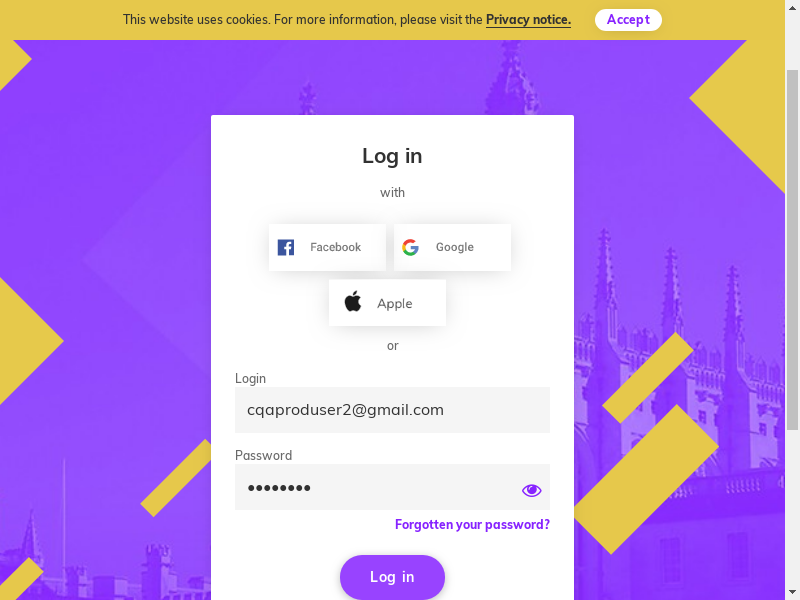 This website uses cookies. For more information, please visit the Privacy notice. Accept
Log in
with
Facebook Google
Apple
or
Login
cqaproduser2@gmail.com
Password
••••••••
Forgotten your password?
Log in